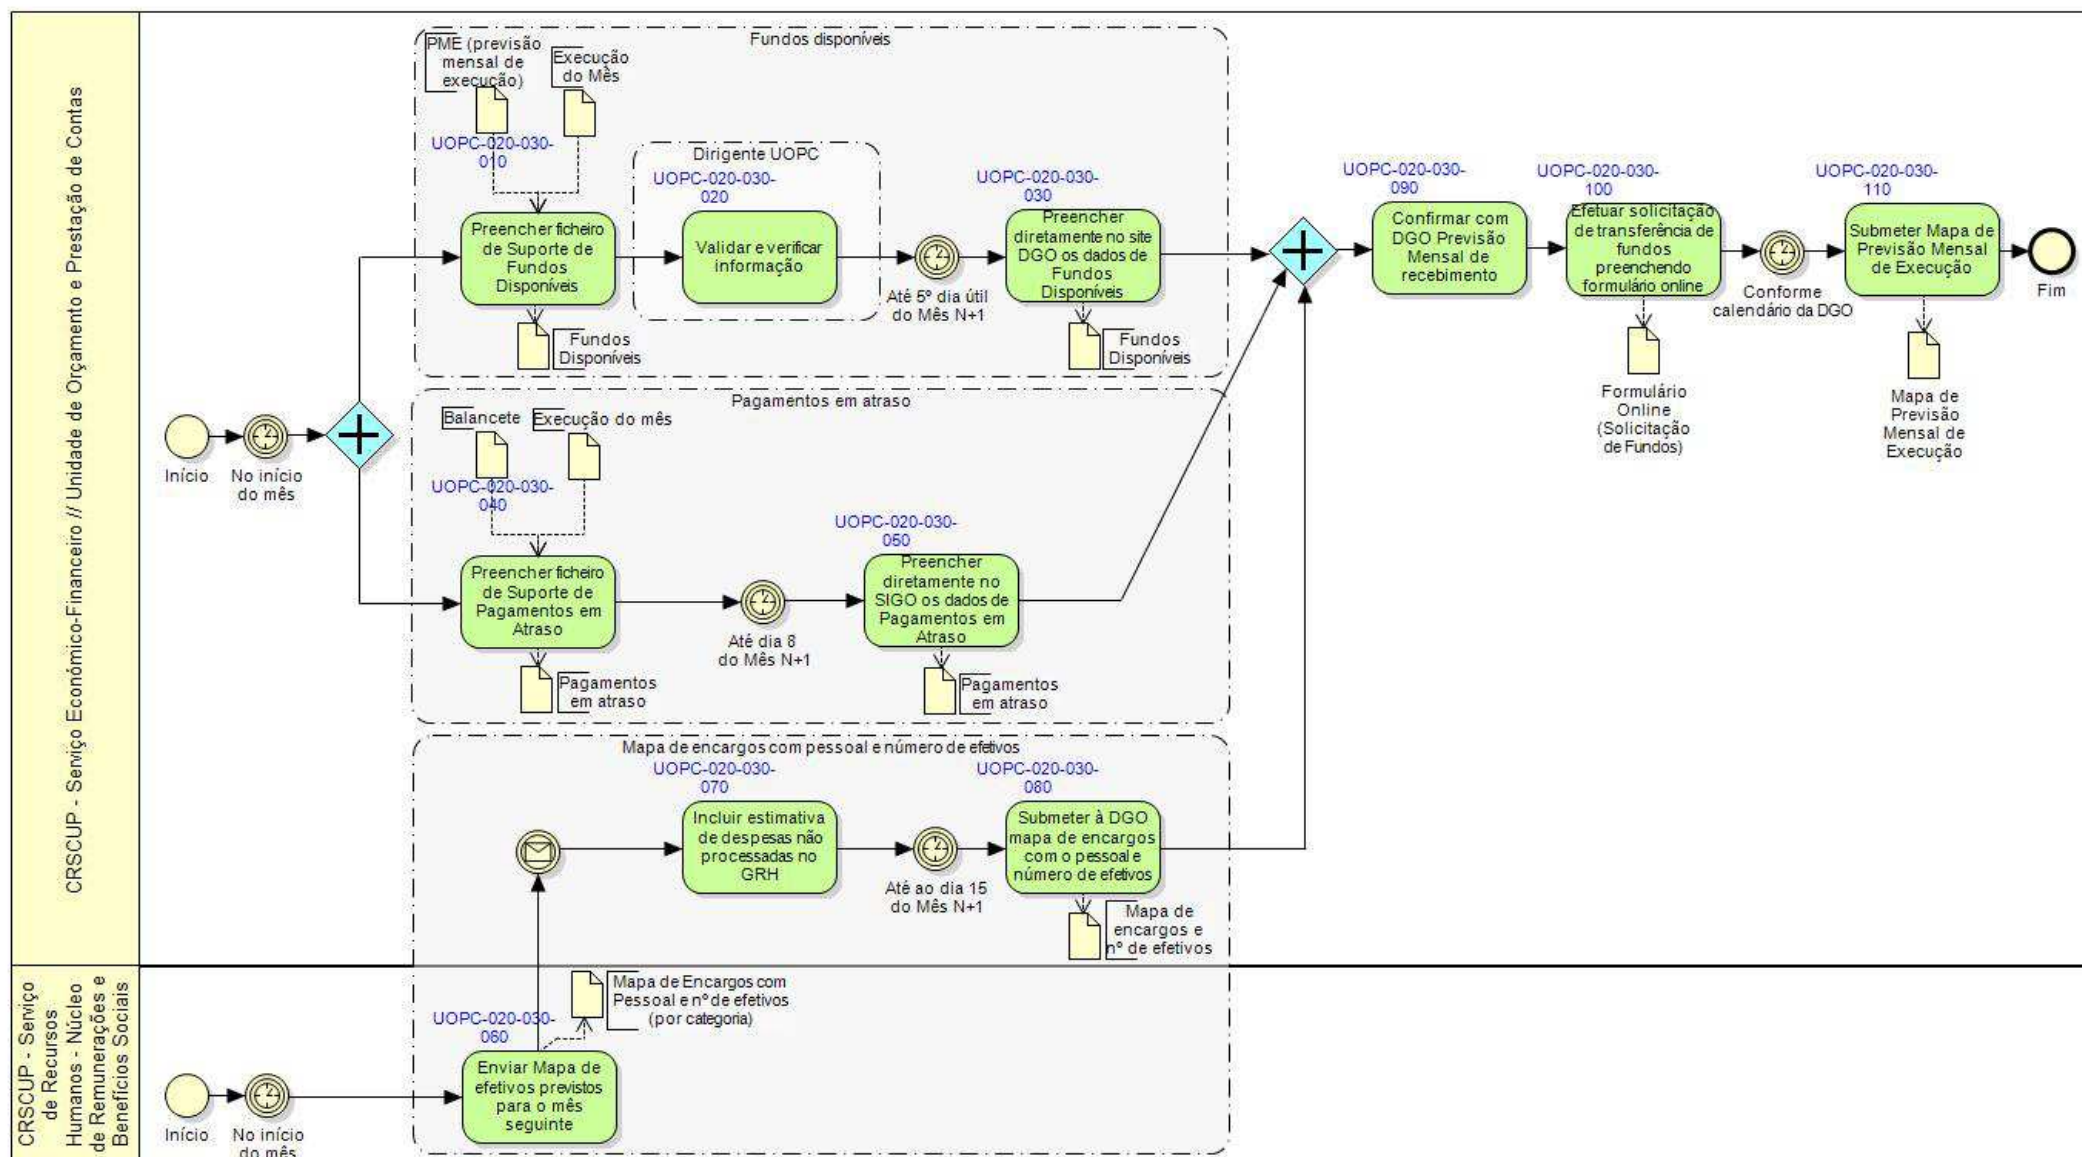 CRSCUP - Serviço Económico-Financeiro // Unidade de Orçamento e Prestação de Contas
Fundos disponíveis
PME (previsão
mensal de
execução)
Execução
do Mês
UOPC-020-030-
010
Dirigente UOPC
UOPC-020-030-
020
UOPC-020-030-
030
Preencher ficheiro
de Suporte de
Fundos
Disponíveis
Validar e verificar
informação
Até 5º dia útil
do Mês N+1
Preencher
diretamente no site
DGO os dados de
Fundos
Disponíveis
Fundos
Disponíveis
Fundos
Disponíveis
UOPC-020-030-
090
Confirmar com
DGO Previsão
Mensal de
recebimento
UOPC-020-030-
100
Efetuar solicitação
de transferência de
fundos
preenchendo
formulário online
Conforme
calendário da DGO
UOPC-020-030-
110
Submeter Mapa de
Previsão Mensal
de Execução
Fim
Formulário
Online
(Solicitação
de Fundos)
Mapa de
Previsão
Mensal de
Execução
Início
No início
do mês
Pagamentos em atraso
Balancete
Execução do mês
UOPC-020-030-
040
Preencher ficheiro
de Suporte de
Pagamentos em
Atraso
Até dia 8
do Mês N+1
UOPC-020-030-
050
Preencher
diretamente no
SIGO os dados de
Pagamentos em
Atraso
Pagamentos
em atraso
Pagamentos
em atraso
Mapa de encargos com pessoal e número de efetivos
UOPC-020-030-
070
Incluir estimativa
de despesas não
processadas no
GRH
Até ao dia 15
do Mês N+1
UOPC-020-030-
080
Submeter à DGO
mapa de encargos
com o pessoal e
número de efetivos
Mapa de
encargos e
nº de efetivos
CRSCUP - Serviço
de Recursos
Humanos - Núcleo
de Remunerações e
Benefícios Sociais
Mapa de Encargos com
Pessoal e nº de efetivos
(por categoria)
UOPC-020-030-
060
Enviar Mapa de
efetivos previstos
para o mês
seguinte
Início
No início
do mês